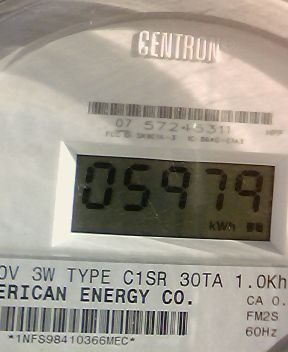 CENTRON
07 57245311
05979
kWh
0V 3W TYPE C1SR 30TA 1.0Kh
ERICAN ENERGY CO.
CA 0.
FM2S
60Hz
*1NFS98410366MEC*